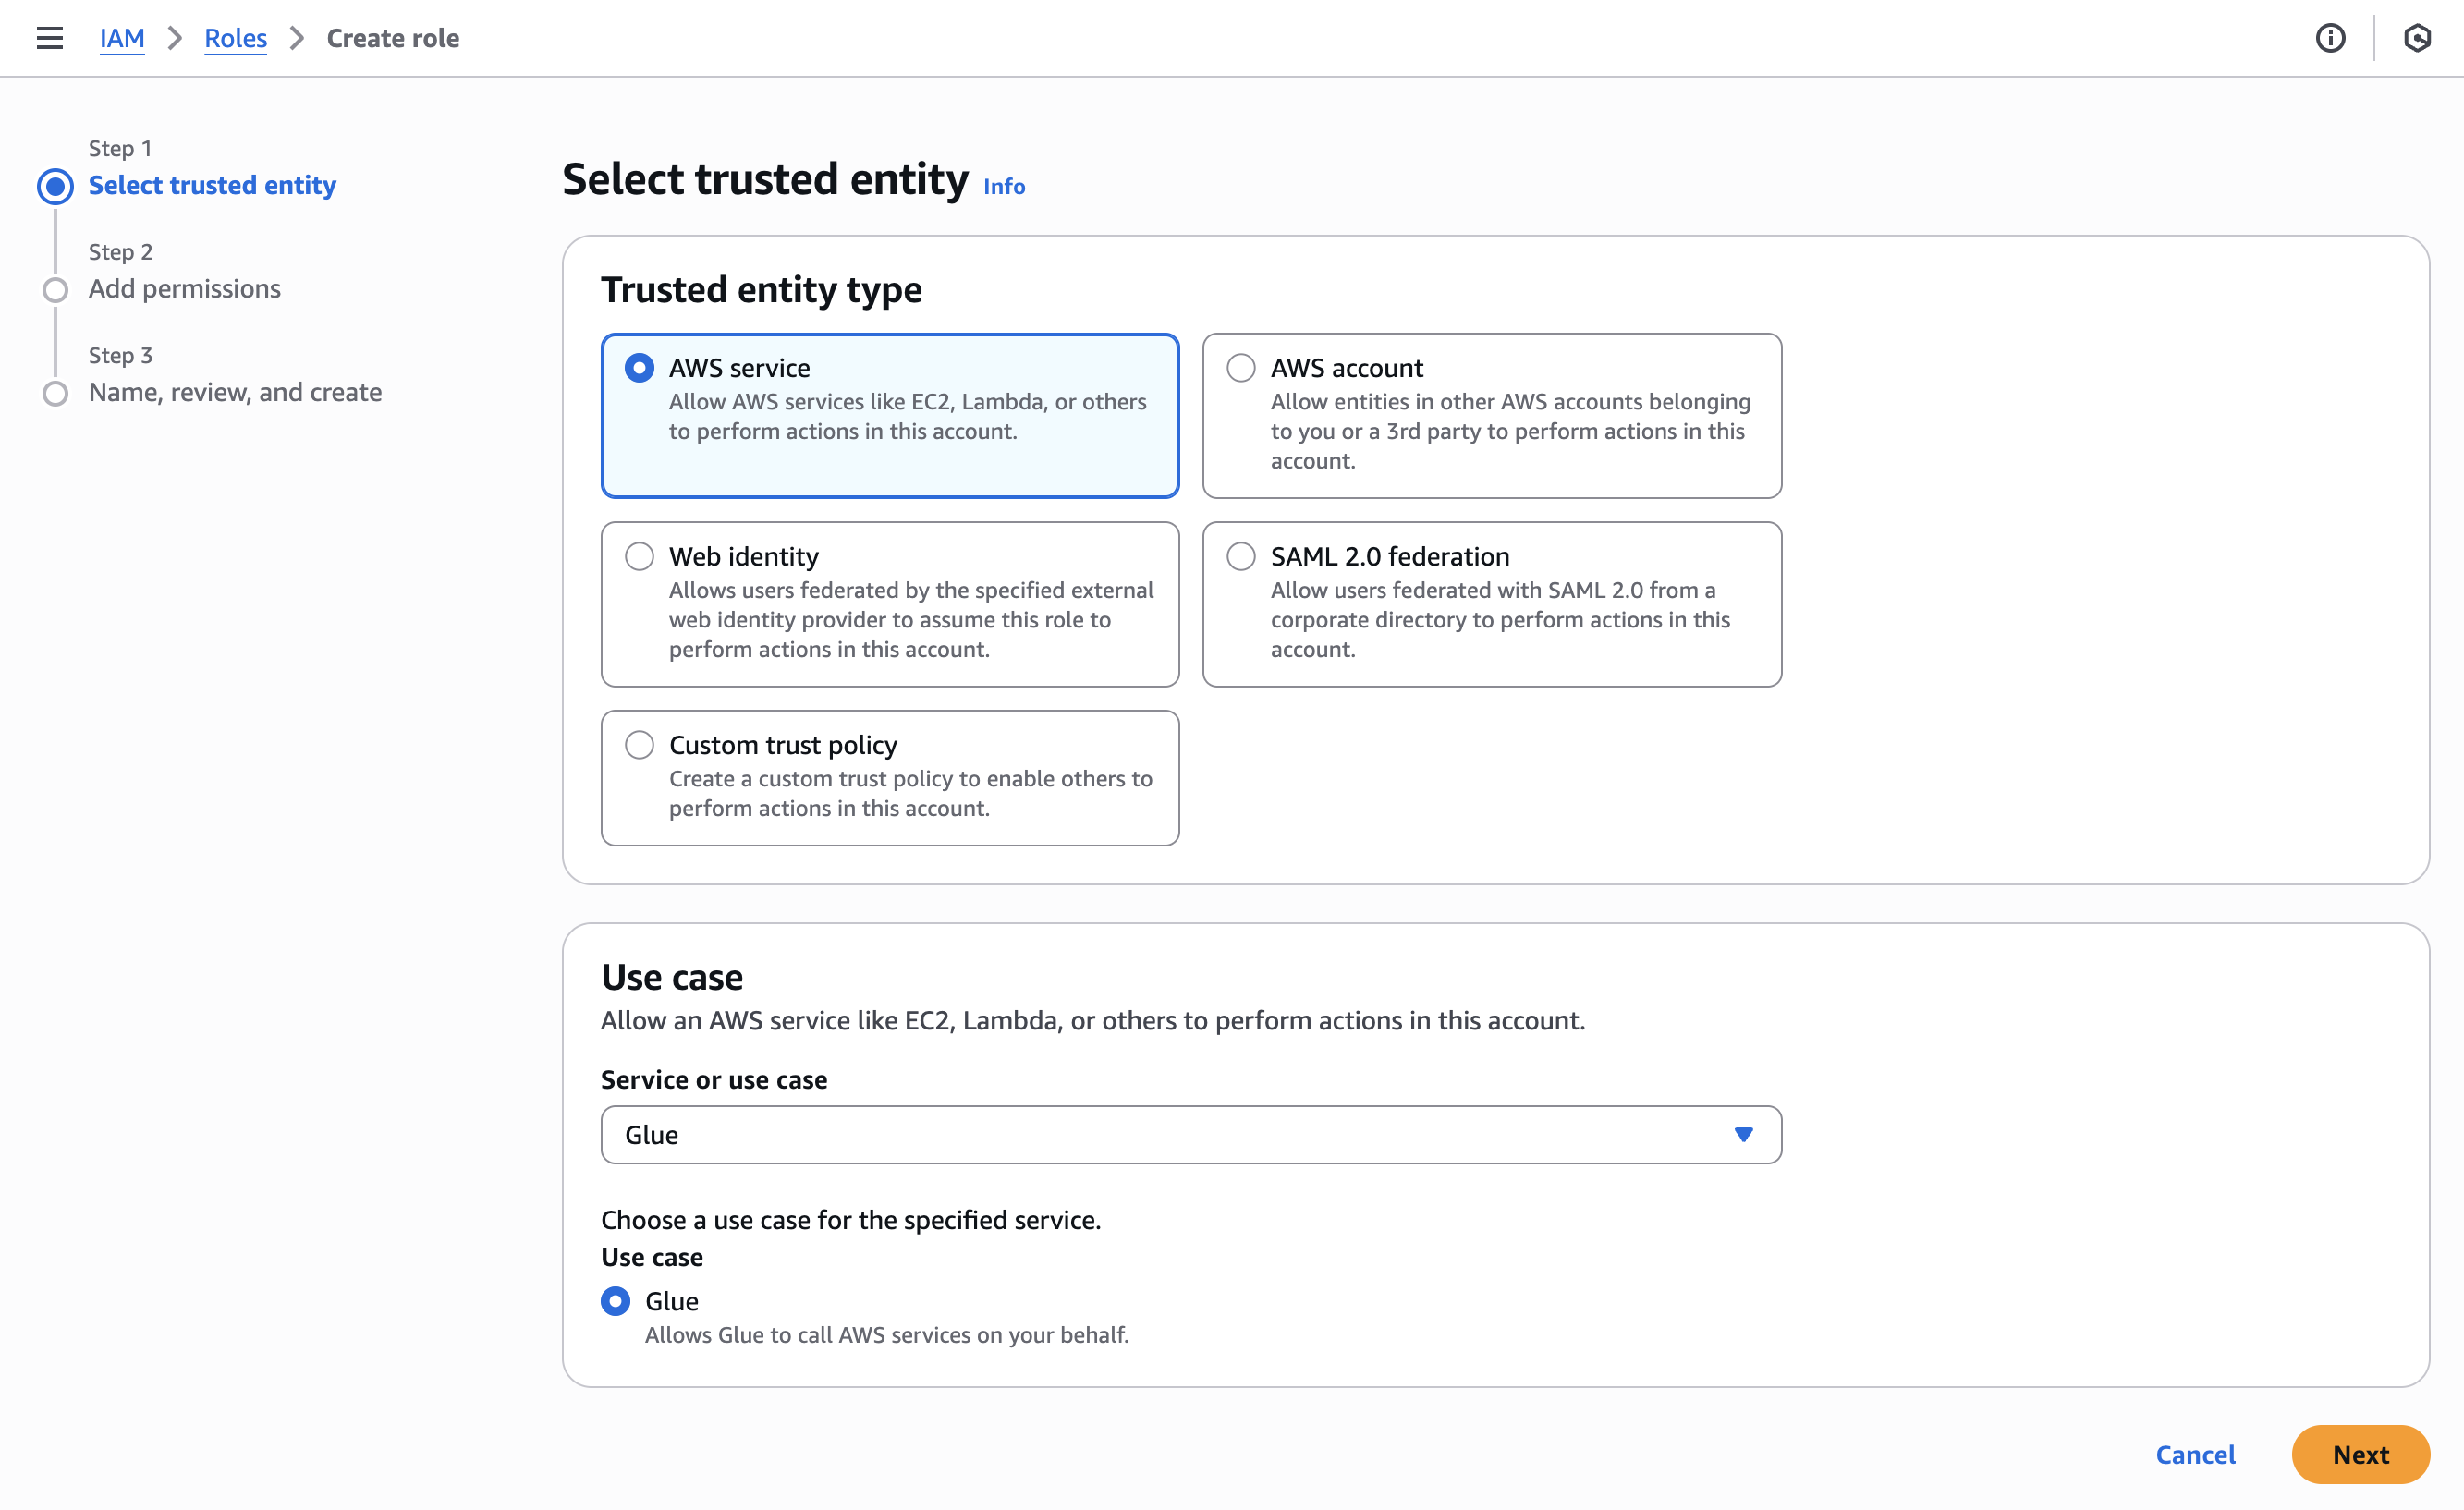 IAM > Roles > Create role
Step 1
Select trusted entity
Step 2
Add permissions
Step 3
Name, review, and create
Select trusted entity Info
Trusted entity type
AWS service
Allow AWS services like EC2, Lambda, or others
to perform actions in this account.
AWS account
Allow entities in other AWS accounts belonging
to you or a 3rd party to perform actions in this
account.
Web identity
Allows users federated by the specified external
web identity provider to assume this role to
perform actions in this account.
SAML 2.0 federation
Allow users federated with SAML 2.0 from a
corporate directory to perform actions in this
account.
Custom trust policy
Create a custom trust policy to enable others to
perform actions in this account.
Use case
Allow an AWS service like EC2, Lambda, or others to perform actions in this account.
Service or use case
Glue
Choose a use case for the specified service.
Use case
Glue
Allows Glue to call AWS services on your behalf.
Cancel Next